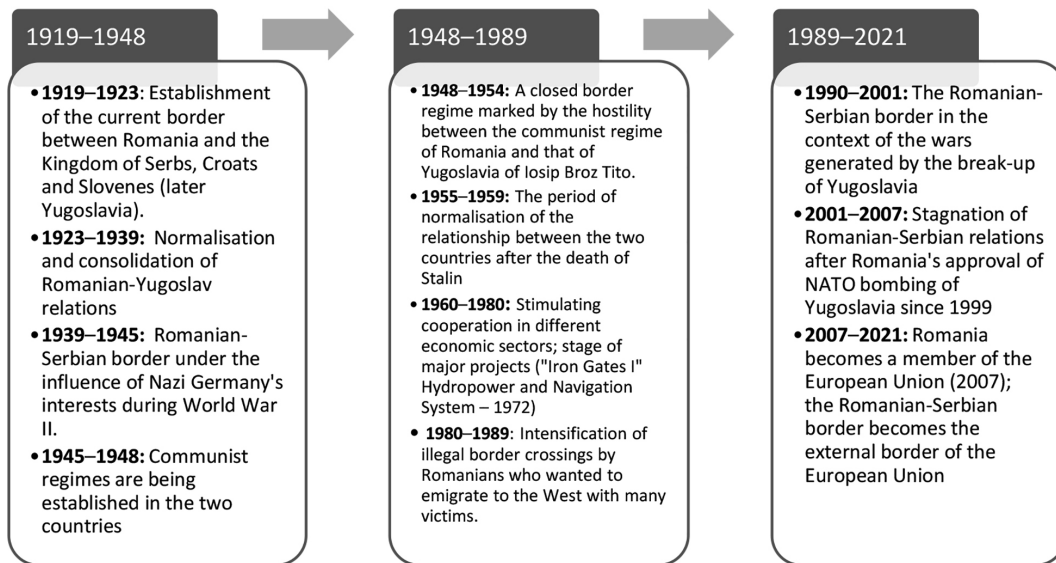 1919–1948
• 1919–1923: Establishment
of the current border
between Romania and the
Kingdom of Serbs, Croats
and Slovenes (later
Yugoslavia).
• 1923–1939: Normalisation
and consolidation of
Romanian-Yugoslav
relations
• 1939–1945: Romanian-
Serbian border under the
influence of Nazi Germany's
interests during World War
II.
• 1945–1948: Communist
regimes are being
established in the two
countries
1948–1989
• 1948–1954: A closed border
regime marked by the hostility
between the communist regime
of Romania and that of
Yugoslavia of Iosip Broz Tito.
• 1955–1959: The period of
normalisation of the
relationship between the two
countries after the death of
Stalin
• 1960–1980: Stimulating
cooperation in different
economic sectors; stage of
major projects ("Iron Gates I"
Hydropower and Navigation
System – 1972)
• 1980–1989: Intensification of
illegal border crossings by
Romanians who wanted to
emigrate to the West with many
victims.
1989–2021
• 1990–2001: The Romanian-
Serbian border in the
context of the wars
generated by the break-up
of Yugoslavia
• 2001–2007: Stagnation of
Romanian-Serbian relations
after Romania's approval of
NATO bombing of
Yugoslavia since 1999
• 2007–2021: Romania
becomes a member of the
European Union (2007);
the Romanian-Serbian
border becomes the
external border of the
European Union